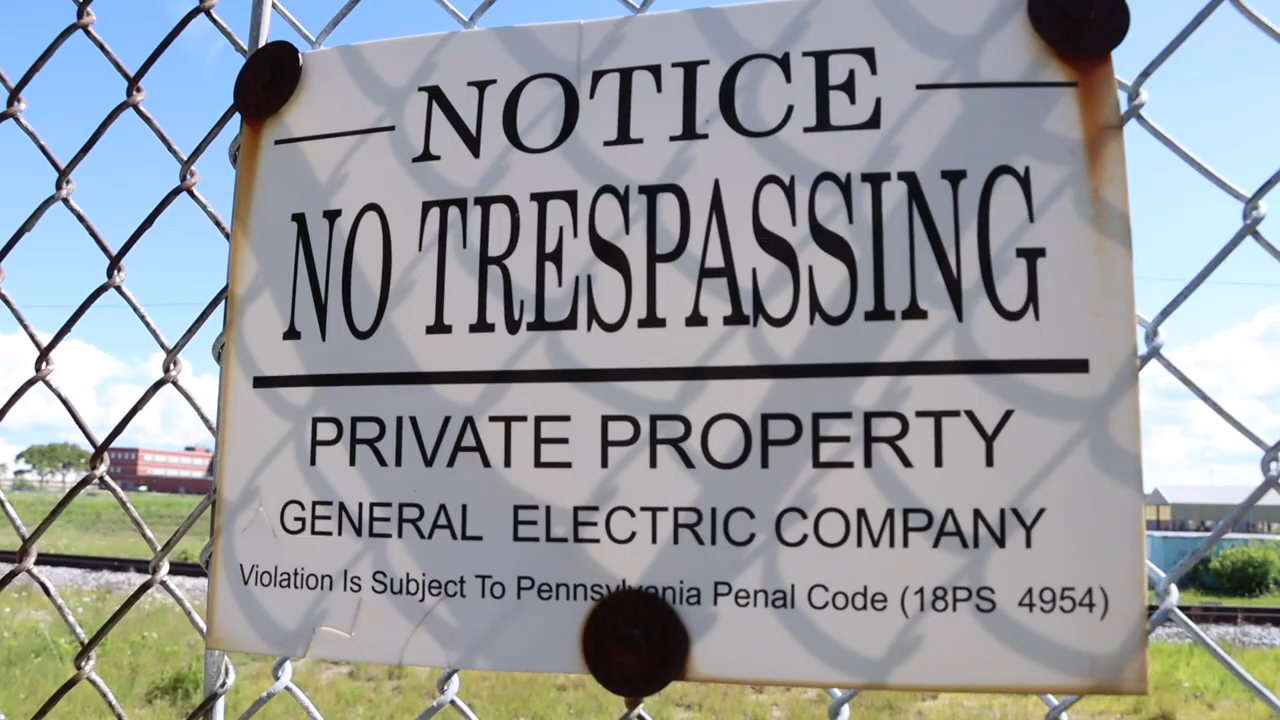 NOTICE
NO TRESPASSING
PRIVATE PROPERTY
GENERAL ELECTRIC COMPANY
Violation Is Subject To Pennsylvania Penal Code (18PS 4954)